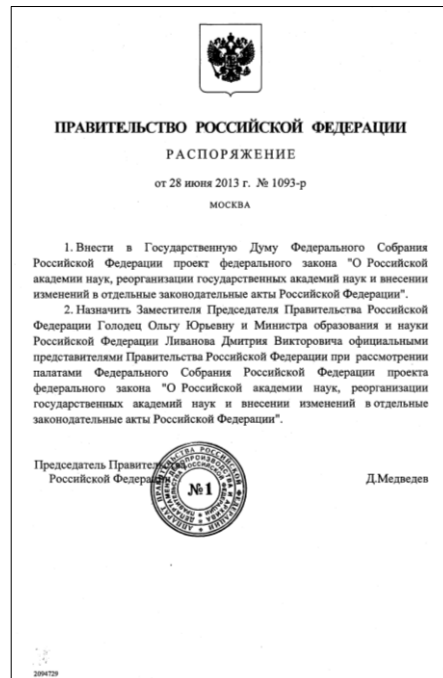 ПРАВИТЕЛЬСТВО РОССИЙСКОЙ ФЕДЕРАЦИИ
РАСПОРЯЖЕНИЕ
от 28 июня 2013 г. № 1093-р
МОСКВА
1. Внести в Государственную Думу Федерального Собрания
Российской Федерации проект федерального закона "О Российской
академии наук, реорганизации государственных академий наук и внесении
изменений в отдельные законодательные акты Российской Федерации".
2. Назначить Заместителя Председателя Правительства Российской
Федерации Голодец Ольгу Юрьевну и Министра образования и науки
Российской Федерации Ливанова Дмитрия Викторовича официальными
представителями Правительства Российской Федерации при рассмотрении
палатами Федерального Собрания Российской Федерации проекта
федерального закона "О Российской академии наук, реорганизации
государственных академий наук и внесении изменений в отдельные
законодательные акты Российской Федерации".
Председатель Правительства
Российской Федерации
Д.Медведев
АППАРАТ ПРАВИТЕЛЬСТВА РОССИЙСКОЙ ФЕДЕРАЦИИ
№1
2094729